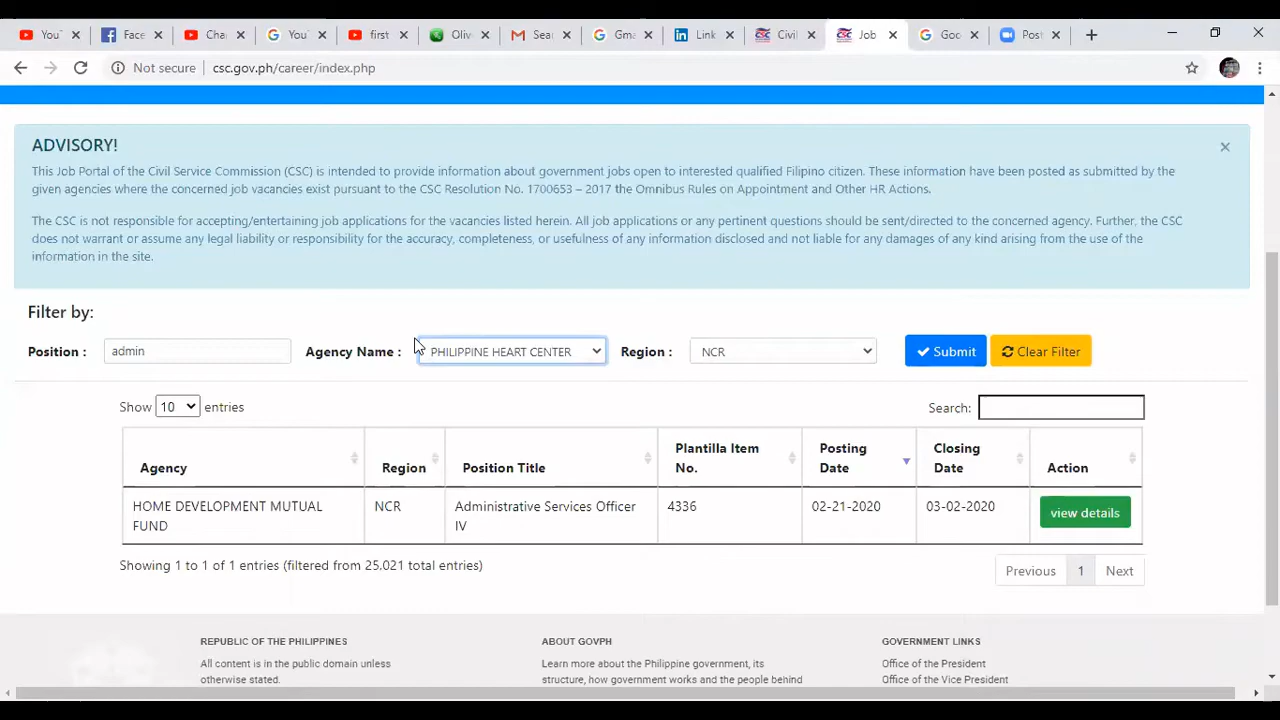 You
Face
Cha
You
first
Oliv
Sea
Gma
Link
Civil
Job
Goo
Post
Not secure
csc.gov.ph/career/index.php
ADVISORY!
This Job Portal of the Civil Service Commission (CSC) is intended to provide information about government jobs open to interested qualified Filipino citizen. These information have been posted as submitted by the
given agencies where the concerned job vacancies exist pursuant to the CSC Resolution No. 1700653 – 2017 the Omnibus Rules on Appointment and Other HR Actions.
The CSC is not responsible for accepting/entertaining job applications for the vacancies listed herein. All job applications or any pertinent questions should be sent/directed to the concerned agency. Further, the CSC
does not warrant or assume any legal liability or responsibility for the accuracy, completeness, or usefulness of any information disclosed and not liable for any damages of any kind arising from the use of the
information in the site.
Filter by:
Position : admin Agency Name : PHILIPPINE HEART CENTER Region : NCR Submit Clear Filter
Show 10 entries Search:
Agency Region Position Title Plantilla Item No. Posting Date Closing Date Action
HOME DEVELOPMENT MUTUAL NCR Administrative Services Officer 4336 02-21-2020 03-02-2020 view details
FUND IV
Showing 1 to 1 of 1 entries (filtered from 25,021 total entries) Previous 1 Next
REPUBLIC OF THE PHILIPPINES ABOUT GOVPH GOVERNMENT LINKS
All content is in the public domain unless Learn more about the Philippine government, its Office of the President
otherwise stated. structure, how government works and the people behind Office of the Vice President